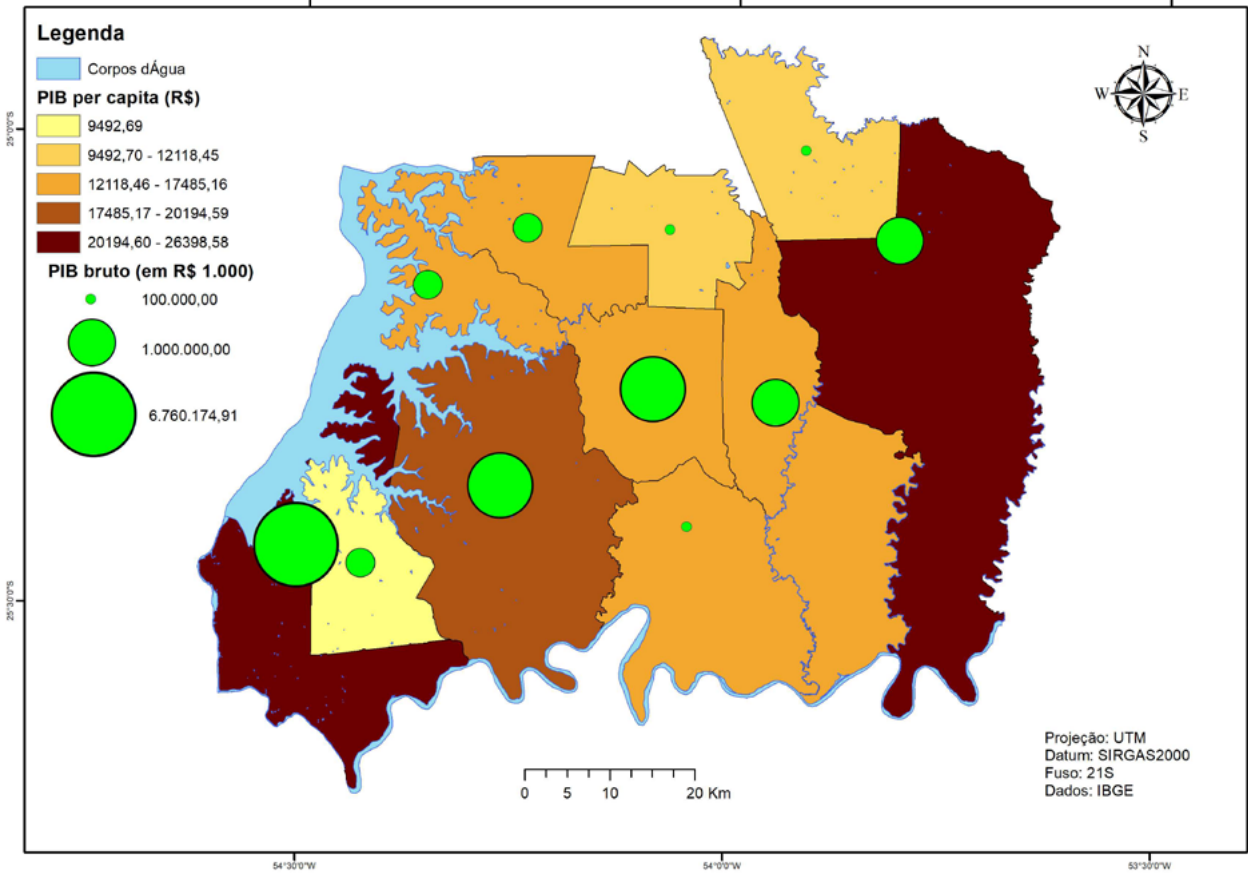 Legenda
Corpos dÁgua
PIB per capita (R$)
9492,69
9492,70 - 12118,45
12118,46 - 17485,16
17485,17 - 20194,59
20194,60 - 26398,58
PIB bruto (em R$ 1.000)
100.000,00
1.000.000,00
6.760.174,91
N
W
E
S
25°0'0"S
25°30'0"S
Projeção: UTM
Datum: SIRGAS2000
Fuso: 21S
Dados: IBGE
0 5 10 20 Km
54°30'0"W
54°0'0"W
53°30'0"W